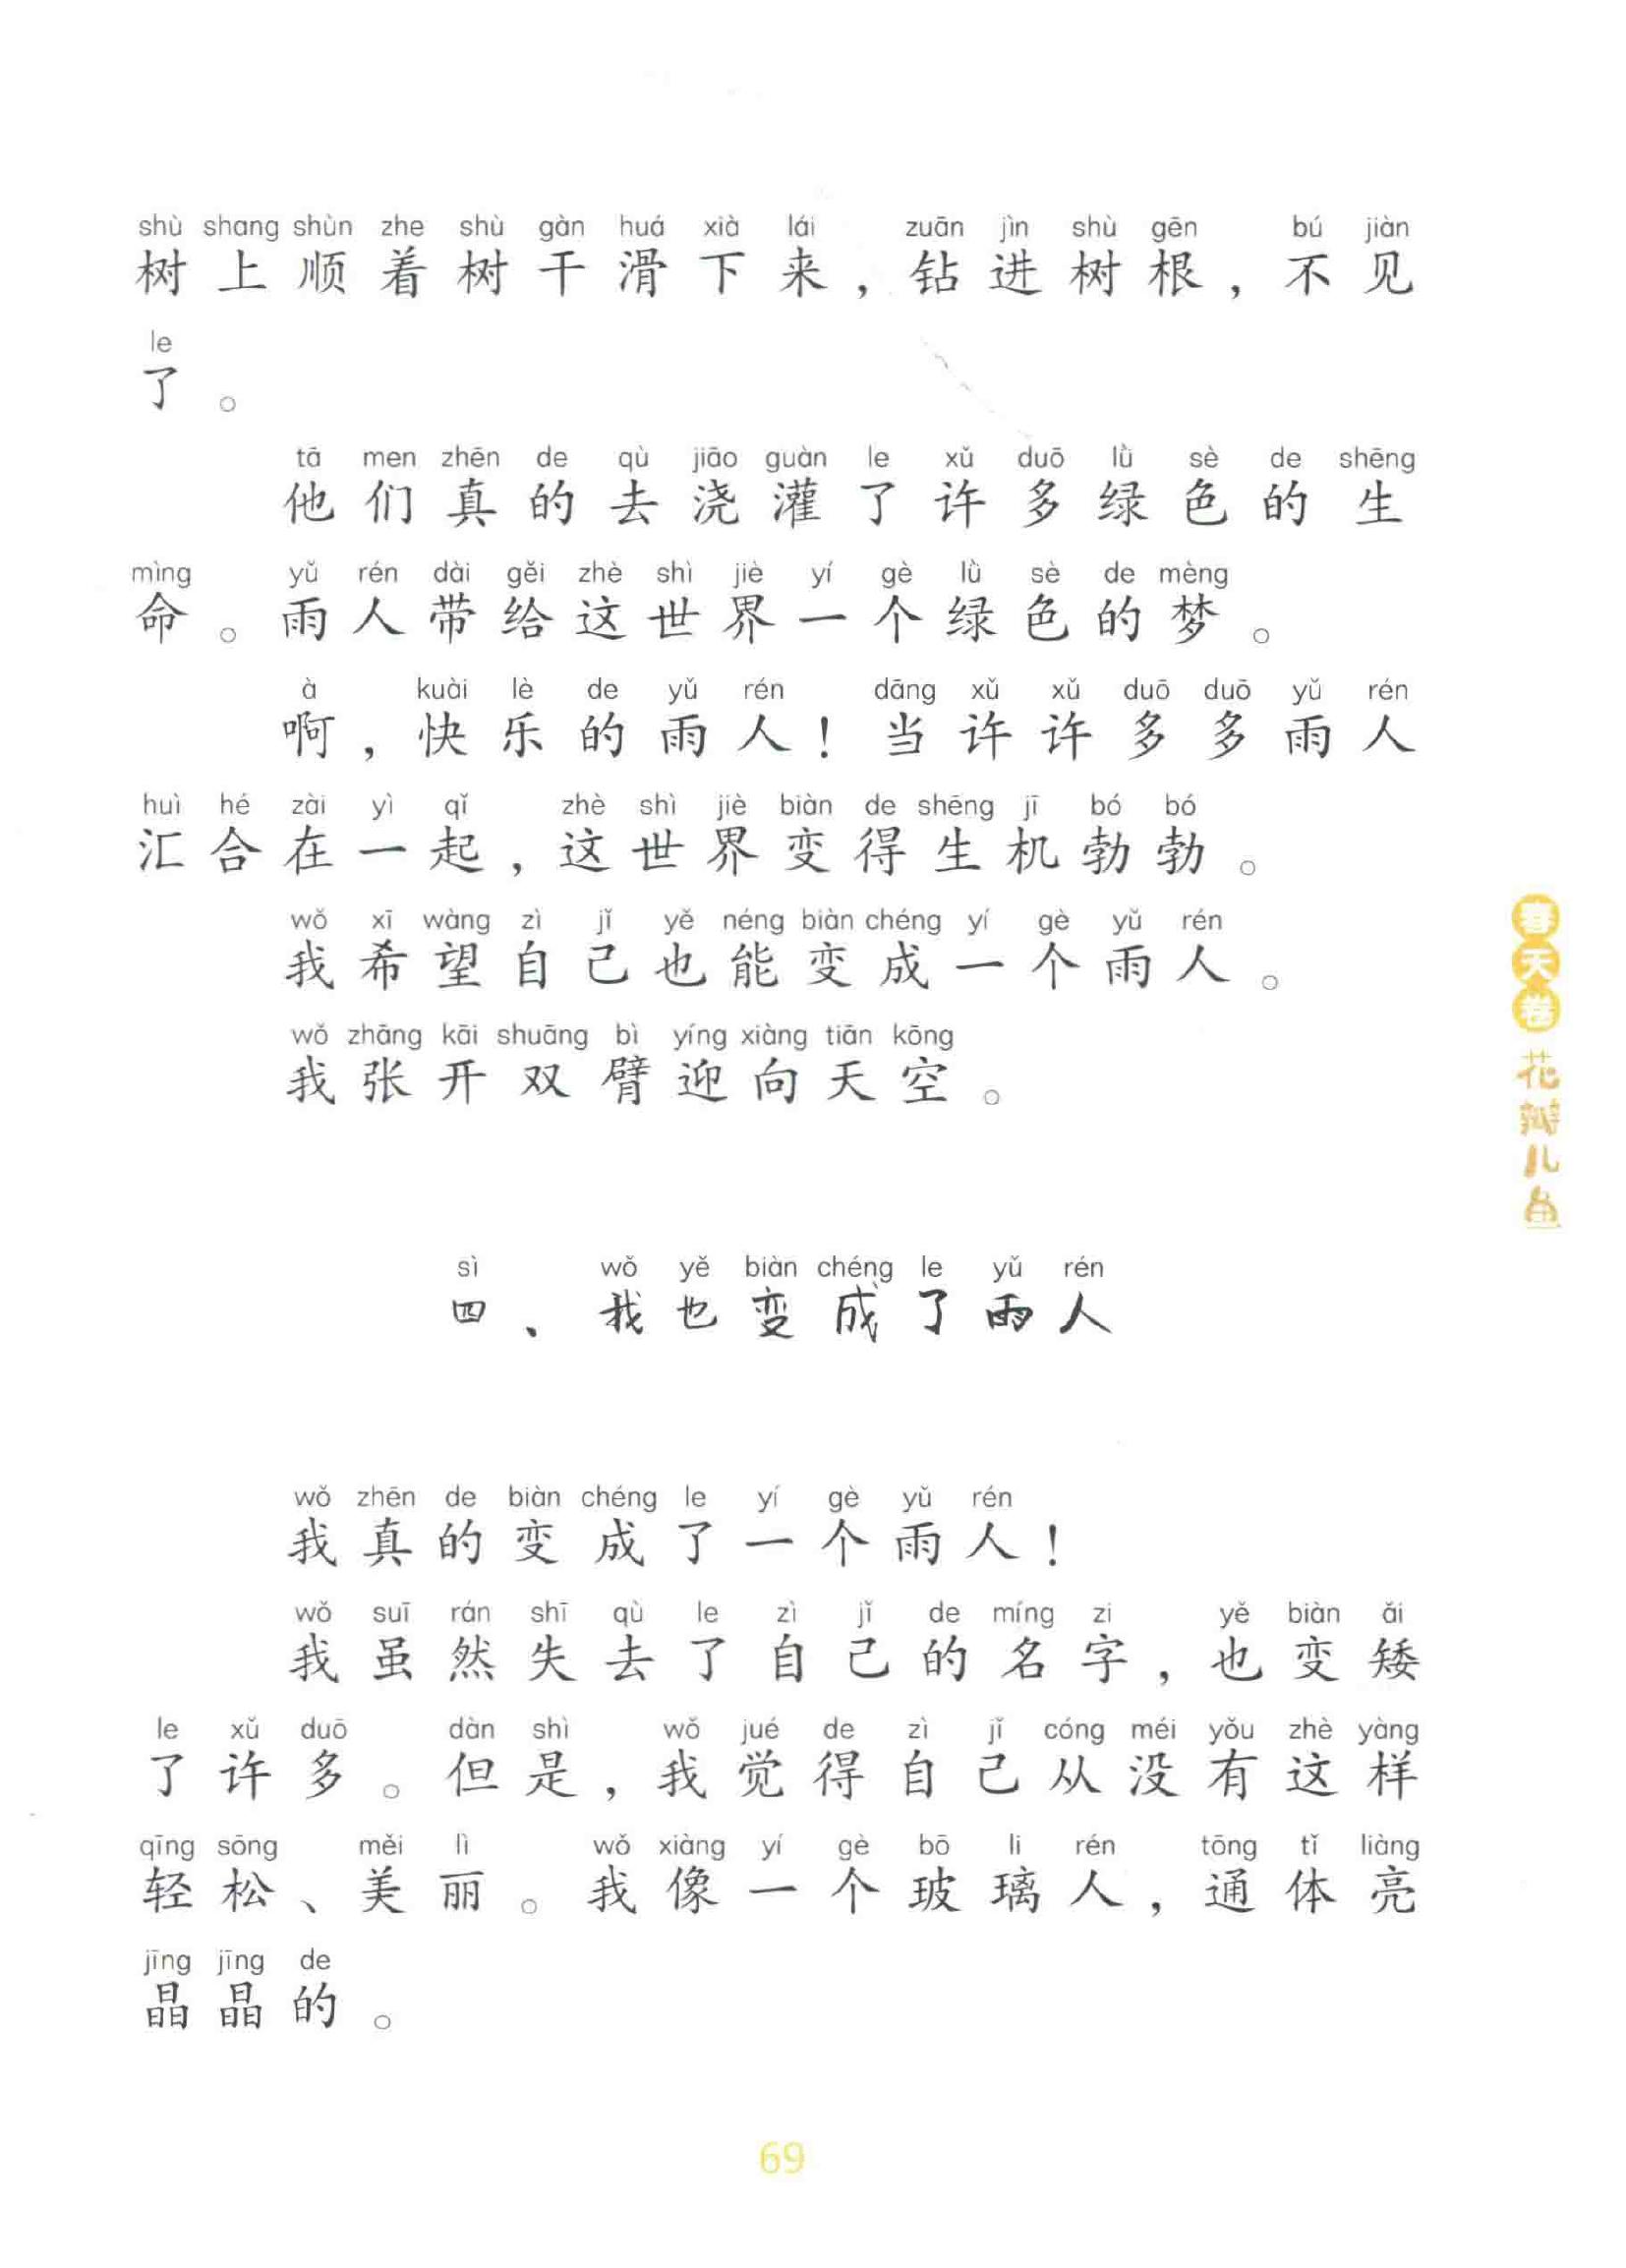 shù shang shùn zhe shù gàn huá xià lái zuān jìn shù gēn bú jiàn
树上顺着树干滑下来，钻进树根，不见
le
了。
tā men zhēn de qù jiāo guàn le xǔ duō lǜ sè de shēng
他们真的去浇灌了许多绿色的生
mìng yǔ rén dài gěi zhè shì jiè yí gè lǜ sè de mèng
命。雨人带给这世界一个绿色的梦。
à kuài lè de yǔ rén dāng xǔ xǔ duō duō yǔ rén
啊，快乐的雨人！当许许多多雨人
huì hé zài yì qǐ zhè shì jiè biàn de shēng jī bó bó
汇合在一起，这世界变得生机勃勃。
wǒ xī wàng zì jǐ yě néng biàn chéng yí gè yǔ rén
我希望自己也能变成一个雨人。
wǒ zhāng kāi shuāng bì yíng xiàng tiān kōng
我张开双臂迎向天空。
sì wǒ yě biàn chéng le yǔ rén
四、我也变成了雨人
wǒ zhēn de biàn chéng le yí gè yǔ rén
我真的变成了一个雨人！
wǒ suī rán shī qù le zì jǐ de míng zi yě biàn ǎi
我虽然失去了自己的名字，也变矮
le xǔ duō dàn shì wǒ jué de zì jǐ cóng méi yǒu zhè yàng
了许多。但是，我觉得自己从没有这样
qīng sōng měi lì wǒ xiàng yí gè bō li rén tōng tǐ liàng
轻松、美丽。我像一个玻璃人，通体亮
jīng jīng de
晶晶的。
春天卷 花瓣儿鱼
69